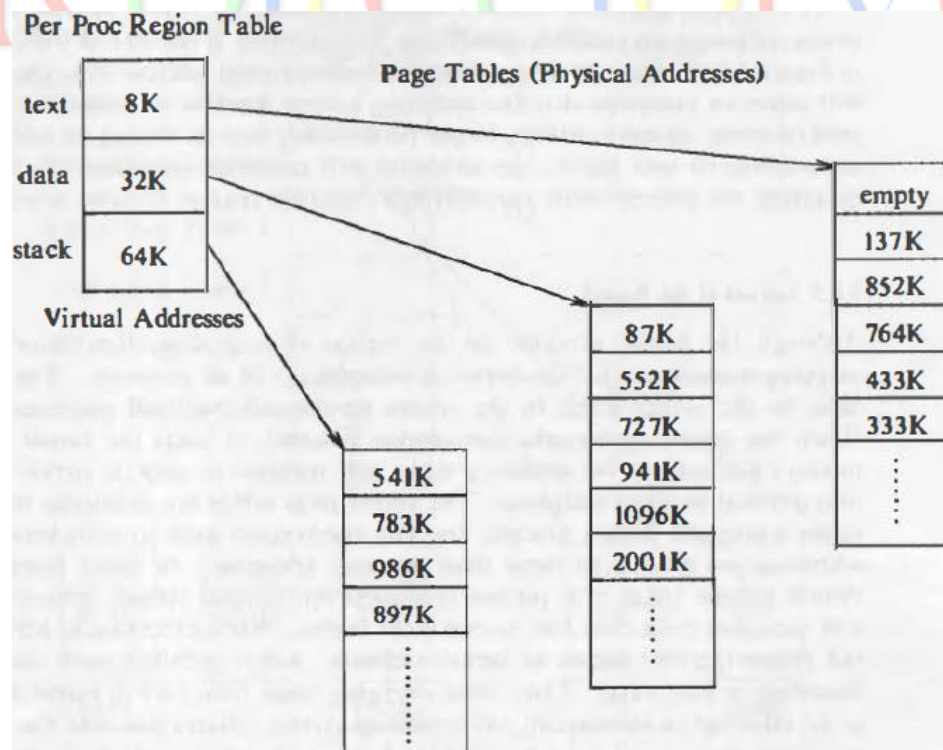 Per Proc Region Table
Page Tables (Physical Addresses)
text 8K
data 32K
stack 64K
Virtual Addresses
empty
137K
852K
764K
433K
333K
87K
552K
727K
941K
1096K
2001K
541K
783K
986K
897K